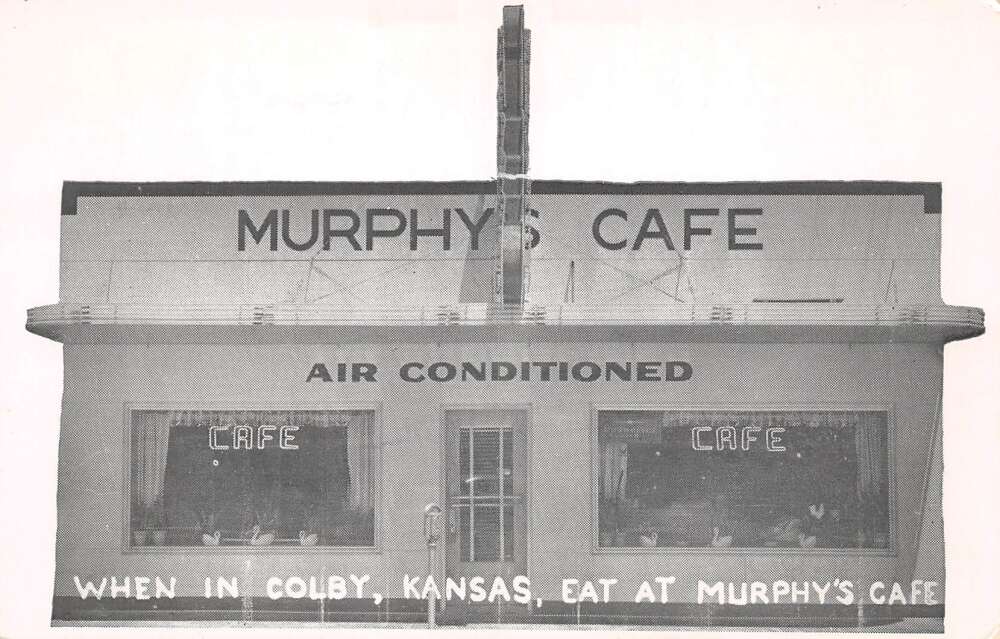 MURPHY'S CAFE
AIR CONDITIONED
CAFE
CAFE
WHEN IN COLBY, KANSAS, EAT AT MURPHY'S CAFE